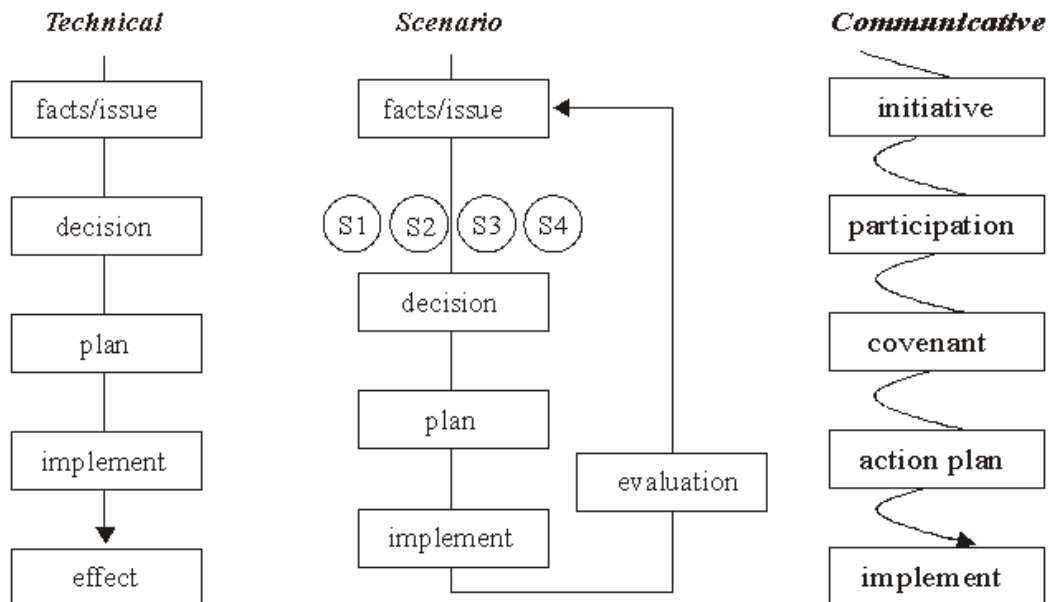 Technical
facts/issue
decision
plan
implement
effect
Scenario
facts/issue
S1 S2 S3 S4
decision
plan
implement
evaluation
Communicative
initiative
participation
covenant
action plan
implement